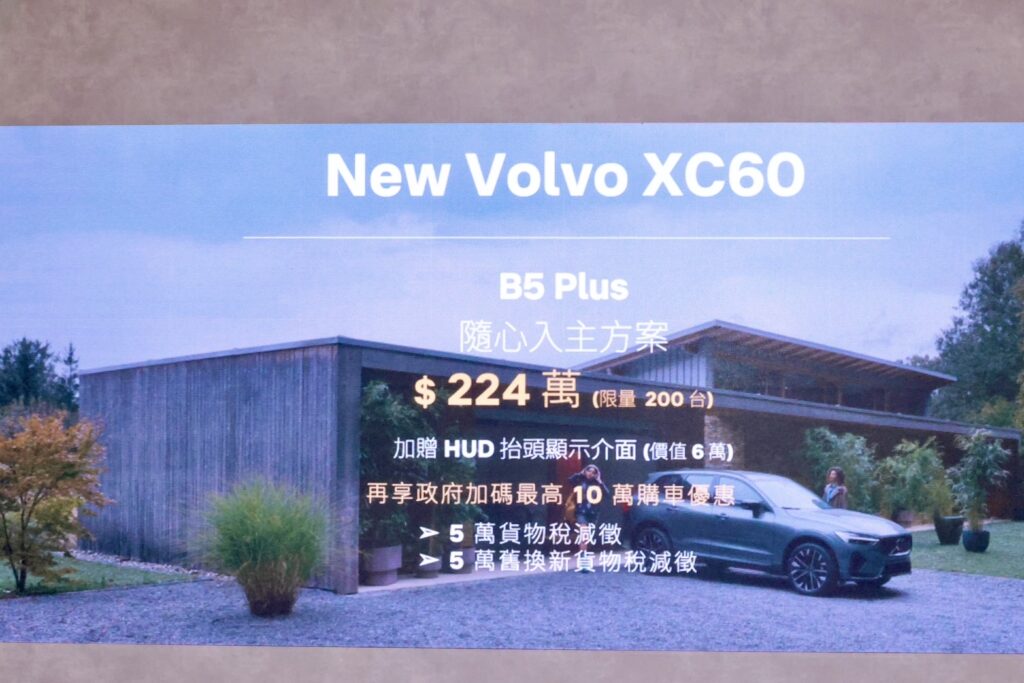 New Volvo XC60
B5 Plus
隨心入主方案
$ 224 萬 (限量 200 台)
加贈 HUD 抬頭顯示介面 (價值 6 萬)
再享政府加碼最高 10 萬購車優惠
➢ 5 萬貨物稅減徵
➢ 5 萬舊換新貨物稅減徵